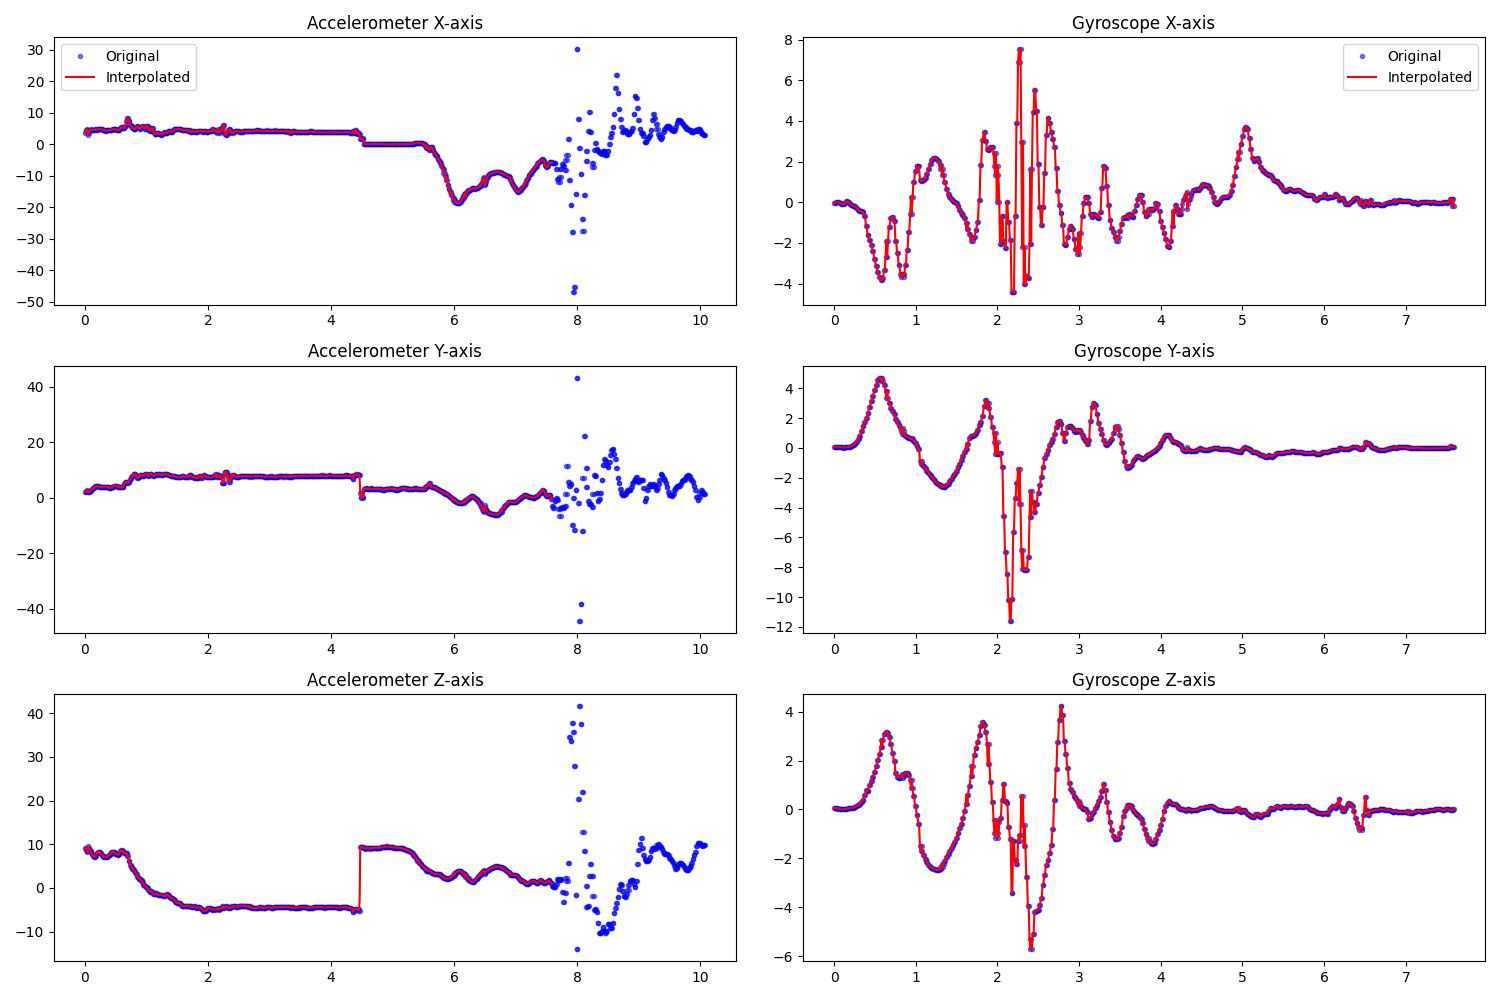 Accelerometer X-axis
30
20
10
0
−10
−20
−30
−40
−50
Original
Interpolated
0 2 4 6 8 10
Gyroscope X-axis
8
6
4
2
0
−2
−4
Original
Interpolated
0 1 2 3 4 5 6 7
Accelerometer Y-axis
40
20
0
−20
−40
0 2 4 6 8 10
Gyroscope Y-axis
4
2
0
−2
−4
−6
−8
−10
−12
0 1 2 3 4 5 6 7
Accelerometer Z-axis
40
30
20
10
0
−10
0 2 4 6 8 10
Gyroscope Z-axis
4
2
0
−2
−4
−6
0 1 2 3 4 5 6 7